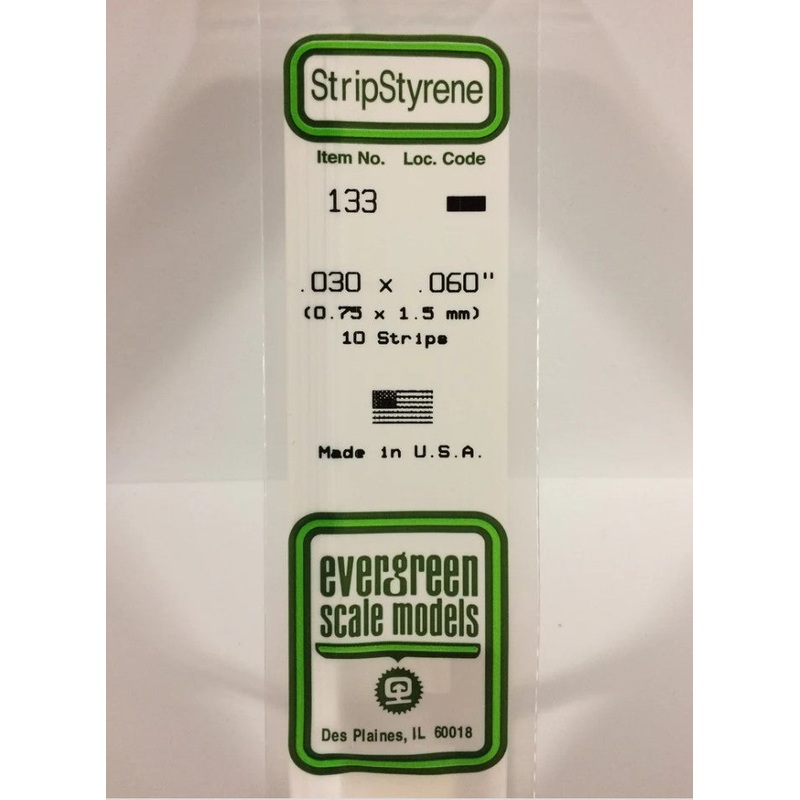 StripStyrene
Item No. Loc. Code
133
.030 x .060"
(0.75 x 1.5 mm)
10 Strips
Made in U.S.A.
evergreen
scale models
Des Plaines, IL 60018